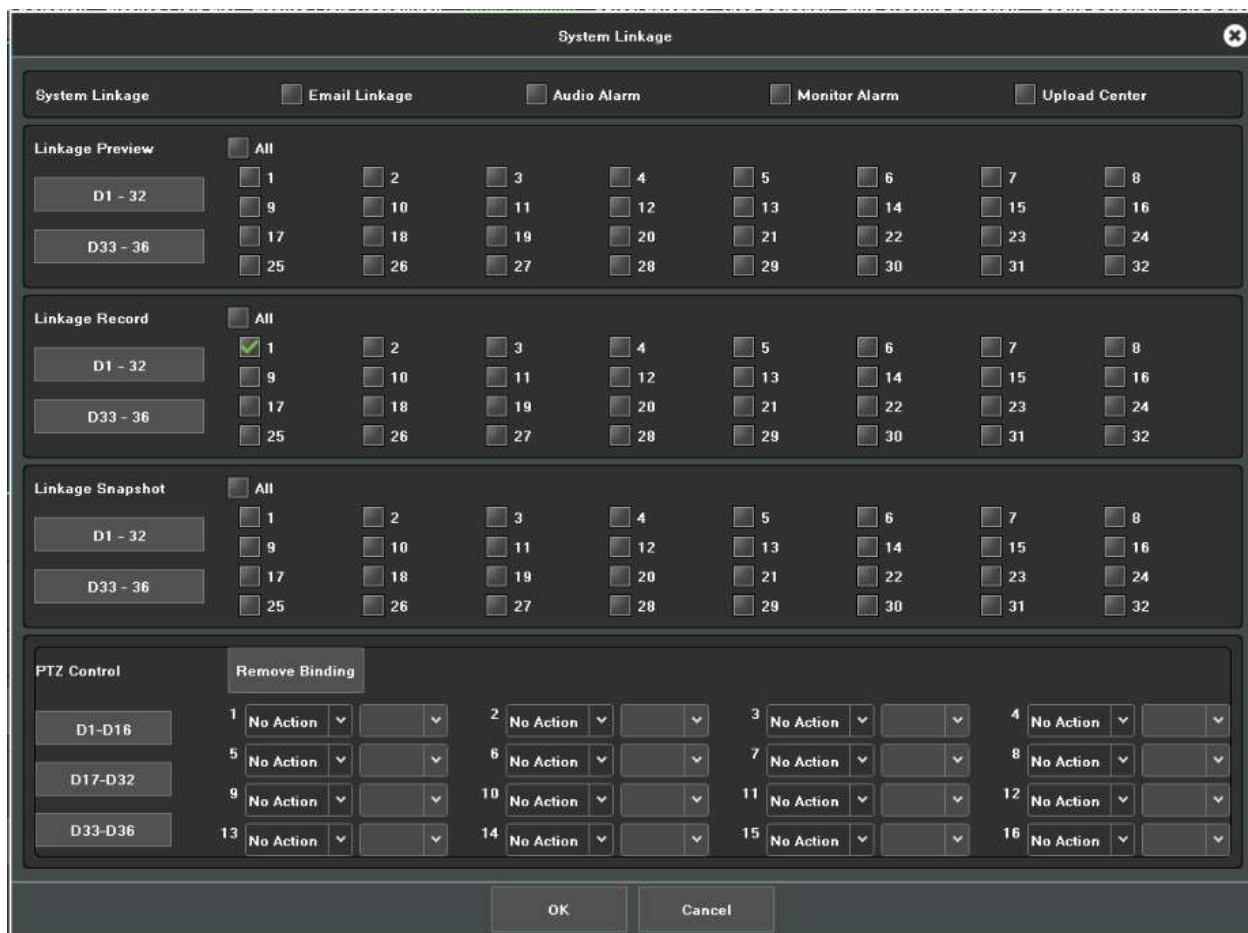 System Linkage
System Linkage Email Linkage Audio Alarm Monitor Alarm Upload Center
Linkage Preview All
D1 - 32
1 2 3 4 5 6 7 8
9 10 11 12 13 14 15 16
D33 - 36
17 18 19 20 21 22 23 24
25 26 27 28 29 30 31 32
Linkage Record All
D1 - 32
1 2 3 4 5 6 7 8
9 10 11 12 13 14 15 16
D33 - 36
17 18 19 20 21 22 23 24
25 26 27 28 29 30 31 32
Linkage Snapshot All
D1 - 32
1 2 3 4 5 6 7 8
9 10 11 12 13 14 15 16
D33 - 36
17 18 19 20 21 22 23 24
25 26 27 28 29 30 31 32
PTZ Control Remove Binding
D1-D16
1 No Action 2 No Action 3 No Action 4 No Action
D17-D32
5 No Action 6 No Action 7 No Action 8 No Action
9 No Action 10 No Action 11 No Action 12 No Action
D33-D36
13 No Action 14 No Action 15 No Action 16 No Action
OK Cancel